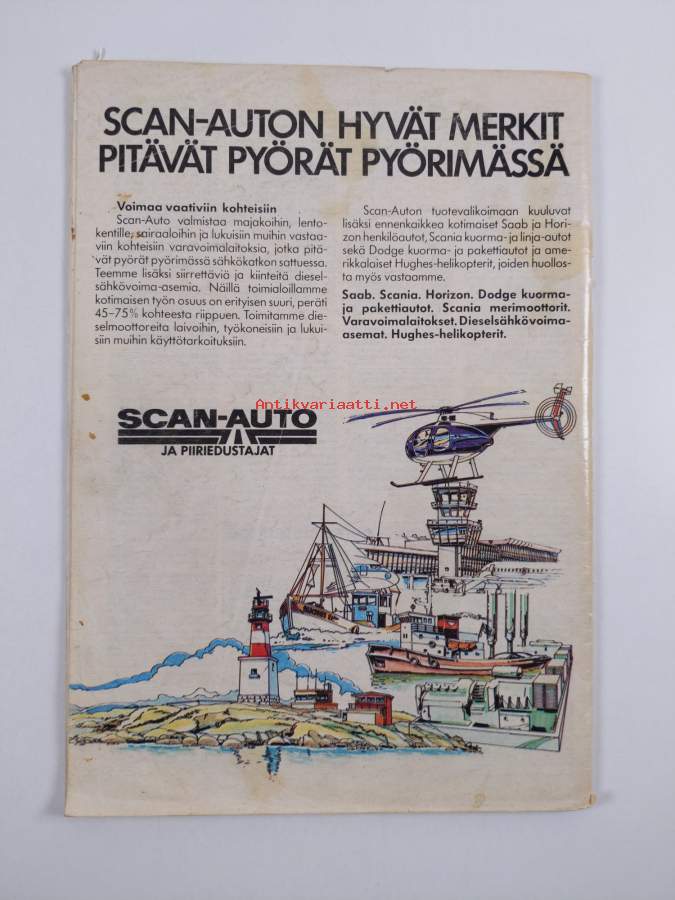 SCAN-AUTON HYVÄT MERKIT
PITÄVÄT PYÖRÄT PYÖRIMÄSSÄ
Voimaa vaativiin kohteisiin
Scan-Auto valmistaa majakoihin, lento-
kentille, sairaaloihin ja lukuisiin muihin vastaa-
viin kohteisiin varavoimalaitoksia, jotka pitä-
vät pyörät pyörimässä sähkökatkon sattuessa.
Teemme lisäksi siirrettäviä ja kiinteitä diesel-
sähkövoima-asemia. Näillä toimialoillamme
kotimaisen työn osuus on erityisen suuri, peräti
45–75% kohteesta riippuen. Toimitamme die-
selmoottoreita laivoihin, työkoneisiin ja lukui-
siin muihin käyttötarkoituksiin.
Scan-Auton tuotevalikoimaan kuuluvat
lisäksi ennenkaikkea kotimaiset Saab ja Hori-
zon henkilöautot, Scania kuorma- ja linja-autot
sekä Dodge kuorma- ja pakettiautot ja ame-
rikkalaiset Hughes-helikopterit, joiden huollos-
ta myös vastaamme.
Saab. Scania. Horizon. Dodge kuorma-
ja pakettiautot. Scania merimoottorit.
Varavoimalaitokset. Dieselsähkövoima-
asemat. Hughes-helikopterit.
Antikvariaatti.net
SCAN-AUTO
JA PIIRIEDUSTAJAT